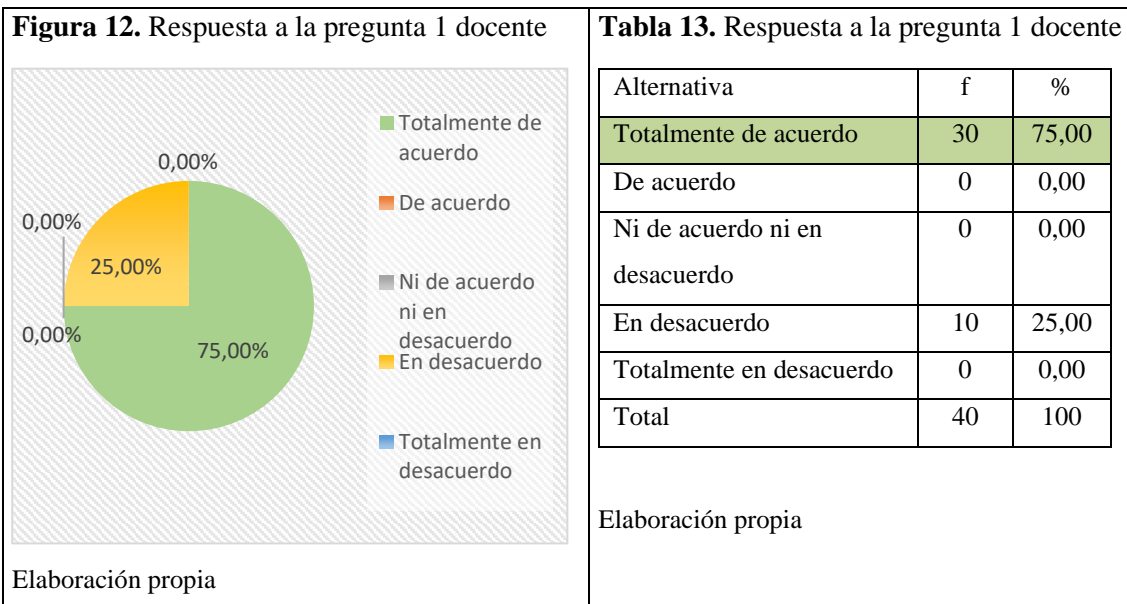 Figura 12. Respuesta a la pregunta 1 docente
0,00%
0,00%
25,00%
0,00%
75,00%
Totalmente de
acuerdo
De acuerdo
Ni de acuerdo
ni en
desacuerdo
En desacuerdo
Totalmente en
desacuerdo
Elaboración propia
Tabla 13. Respuesta a la pregunta 1 docente
Alternativa f %
Totalmente de acuerdo 30 75,00
De acuerdo 0 0,00
Ni de acuerdo ni en 0 0,00
desacuerdo
En desacuerdo 10 25,00
Totalmente en desacuerdo 0 0,00
Total 40 100
Elaboración propia